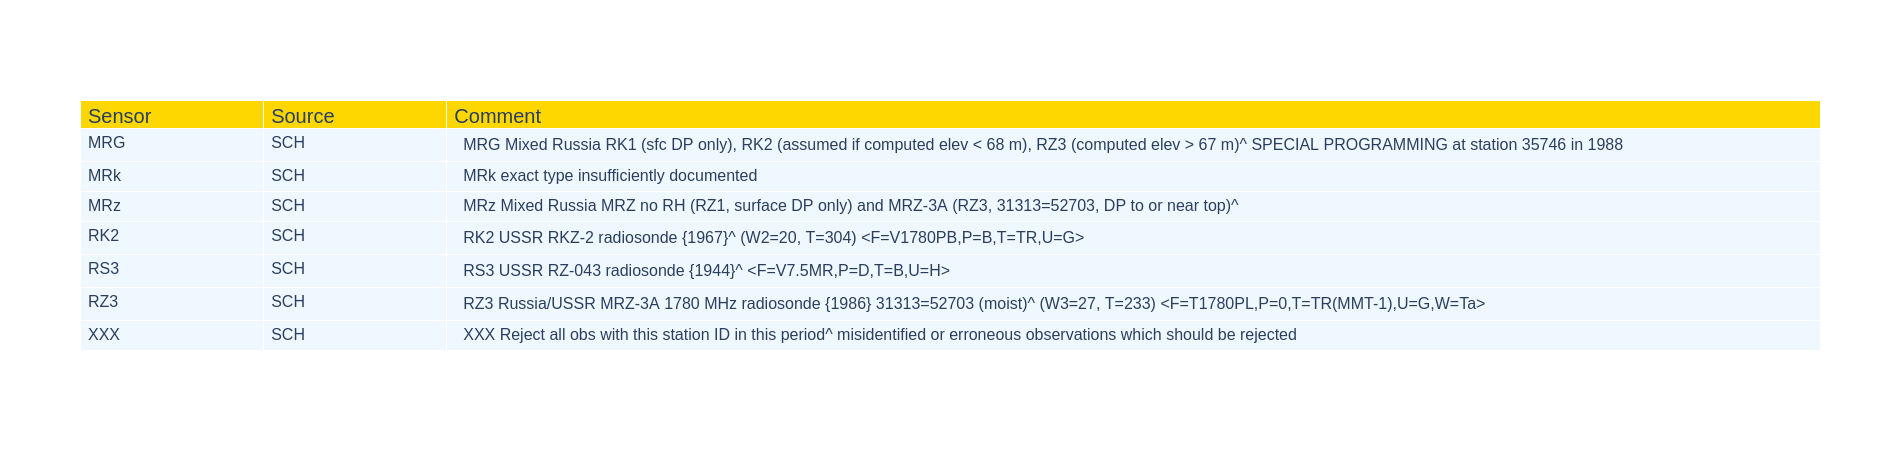 Sensor Source Comment
MRG SCH MRG Mixed Russia RK1 (sfc DP only), RK2 (assumed if computed elev < 68 m), RZ3 (computed elev > 67 m)^ SPECIAL PROGRAMMING at station 35746 in 1988
MRk SCH MRk exact type insufficiently documented
MRz SCH MRz Mixed Russia MRZ no RH (RZ1, surface DP only) and MRZ-3A (RZ3, 31313=52703, DP to or near top)^
RK2 SCH RK2 USSR RKZ-2 radiosonde {1967}^ (W2=20, T=304) <F=V1780PB,P=B,T=TR,U=G>
RS3 SCH RS3 USSR RZ-043 radiosonde {1944}^ <F=V7.5MR,P=D,T=B,U=H>
RZ3 SCH RZ3 Russia/USSR MRZ-3A 1780 MHz radiosonde {1986} 31313=52703 (moist)^ (W3=27, T=233) <F=T1780PL,P=0,T=TR(MMT-1),U=G,W=Ta>
XXX SCH XXX Reject all obs with this station ID in this period^ misidentified or erroneous observations which should be rejected